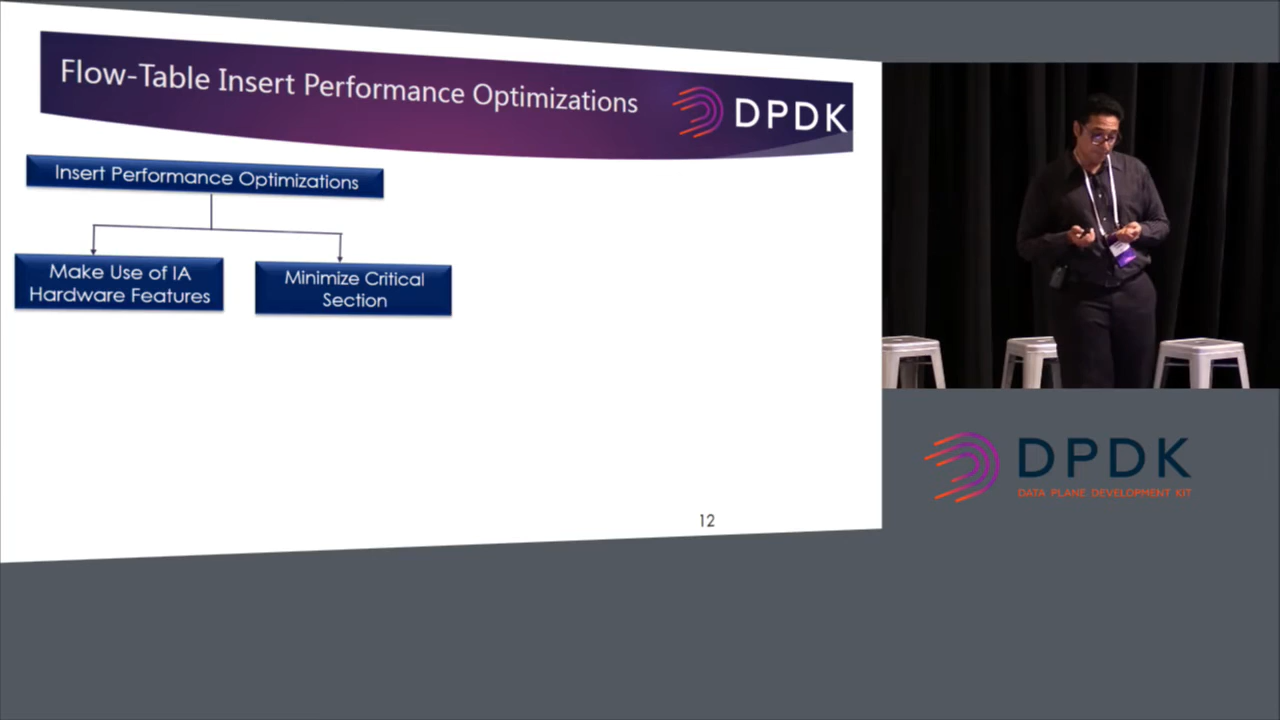 Flow-Table Insert Performance Optimizations
DPDK
Insert Performance Optimizations
Make Use of IA
Hardware Features
Minimize Critical
Section
12
DPDK
DATA PLANE DEVELOPMENT KIT